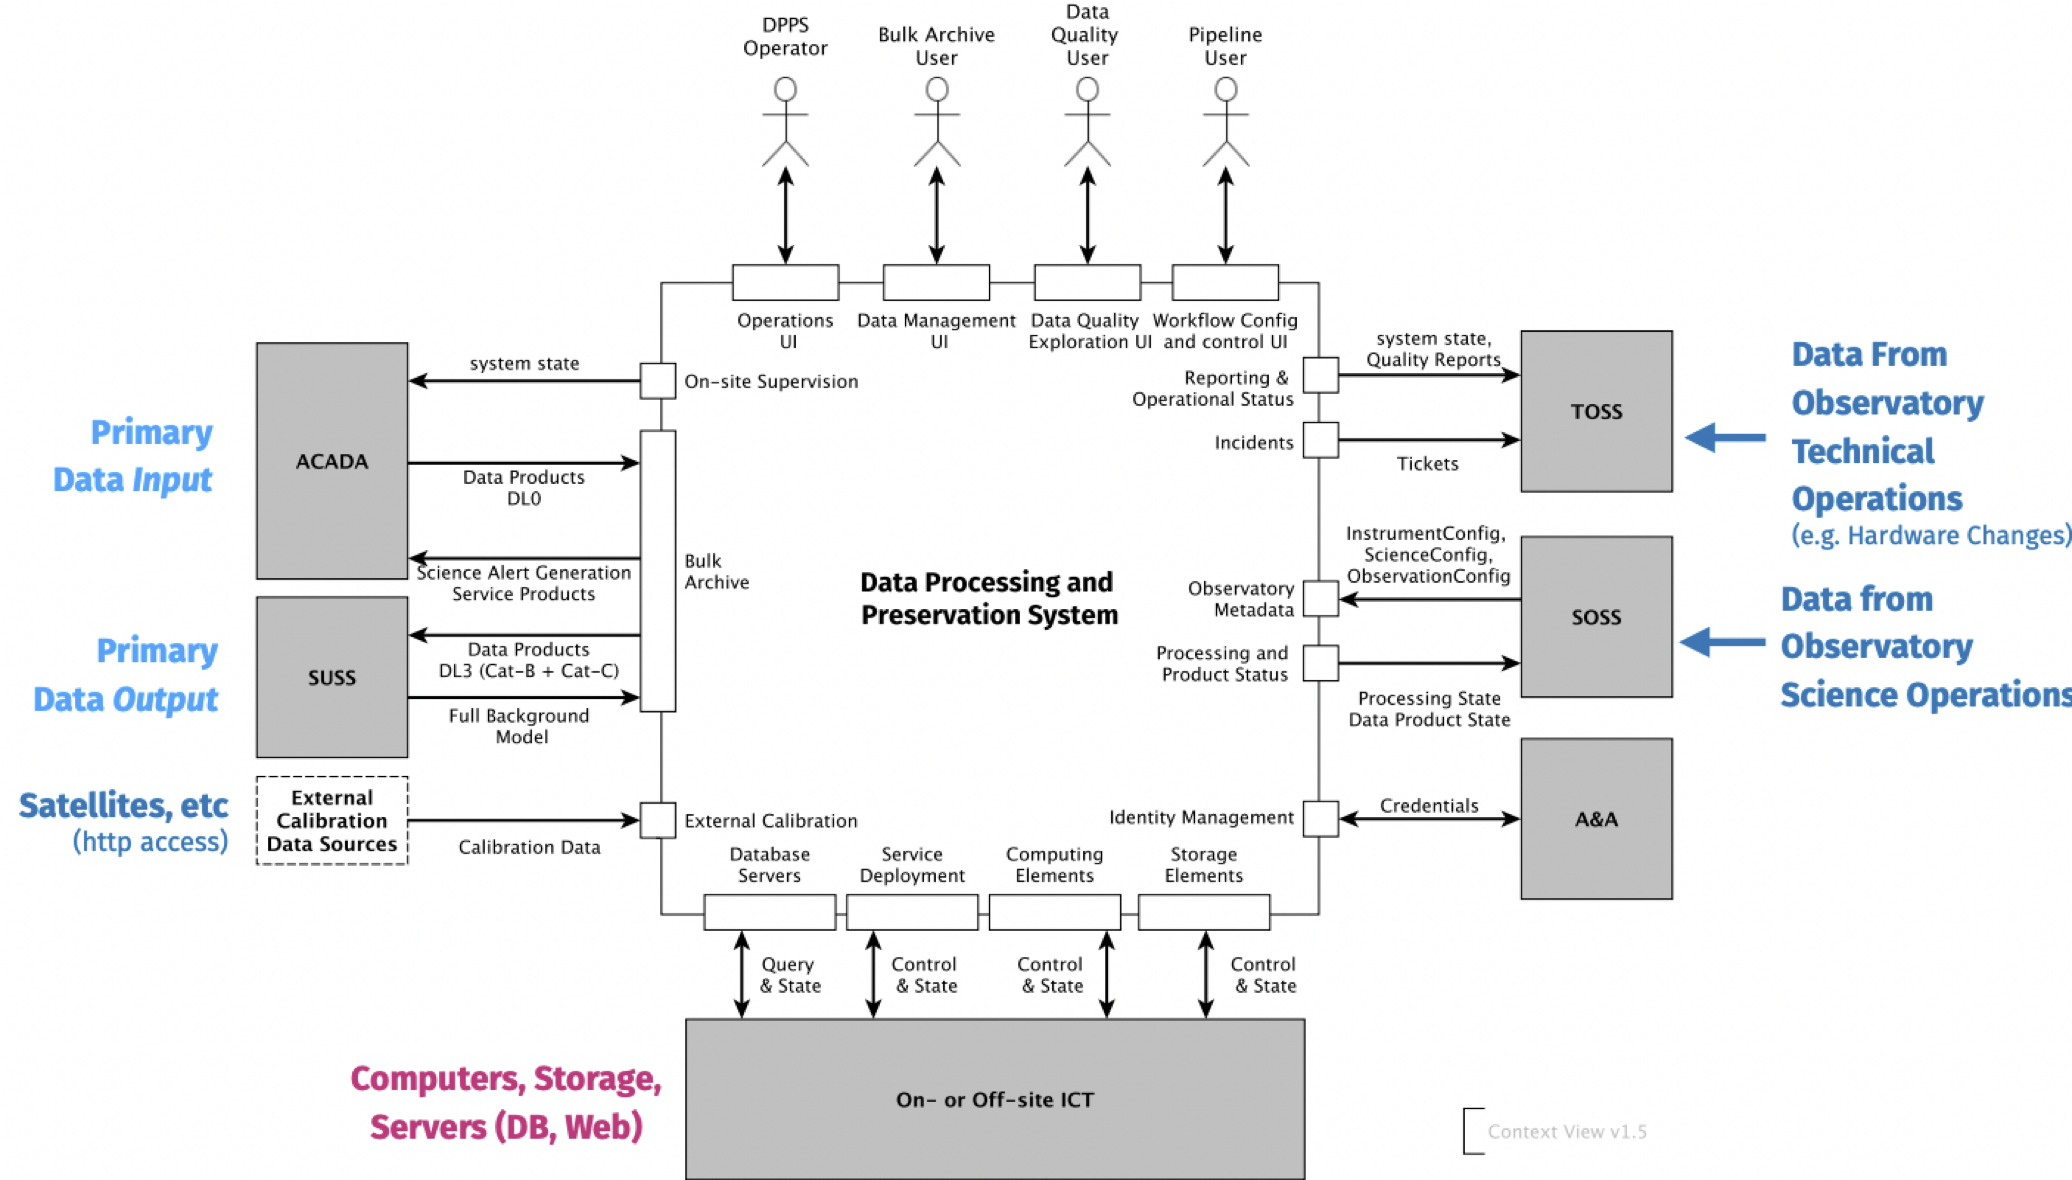 DPPS
Operator
Bulk Archive
User
Data
Quality
User
Pipeline
User
Operations
UI
Data Management
UI
Data Quality
Exploration UI
Workflow Config
and control UI
Primary
Data Input
ACADA
system state
On-site Supervision
Data Products
DL0
Science Alert Generation
Service Products
Bulk
Archive
Primary
Data Output
SUSS
Data Products
DL3 (Cat-B + Cat-C)
Full Background
Model
Satellites, etc
(http access)
External
Calibration
Data Sources
Calibration Data
External Calibration
Data Processing and
Preservation System
Reporting &
Operational Status
system state,
Quality Reports
Incidents
Tickets
TOSS
Data From
Observatory
Technical
Operations
(e.g. Hardware Changes)
Observatory
Metadata
InstrumentConfig,
ScienceConfig,
ObservationConfig
Processing and
Product Status
Processing State
Data Product State
SOSS
Data from
Observatory
Science Operations
Identity Management
Credentials
A&A
Database
Servers
Service
Deployment
Computing
Elements
Storage
Elements
Query
& State
Control
& State
Control
& State
Control
& State
Computers, Storage,
Servers (DB, Web)
On- or Off-site ICT
Context View v1.5